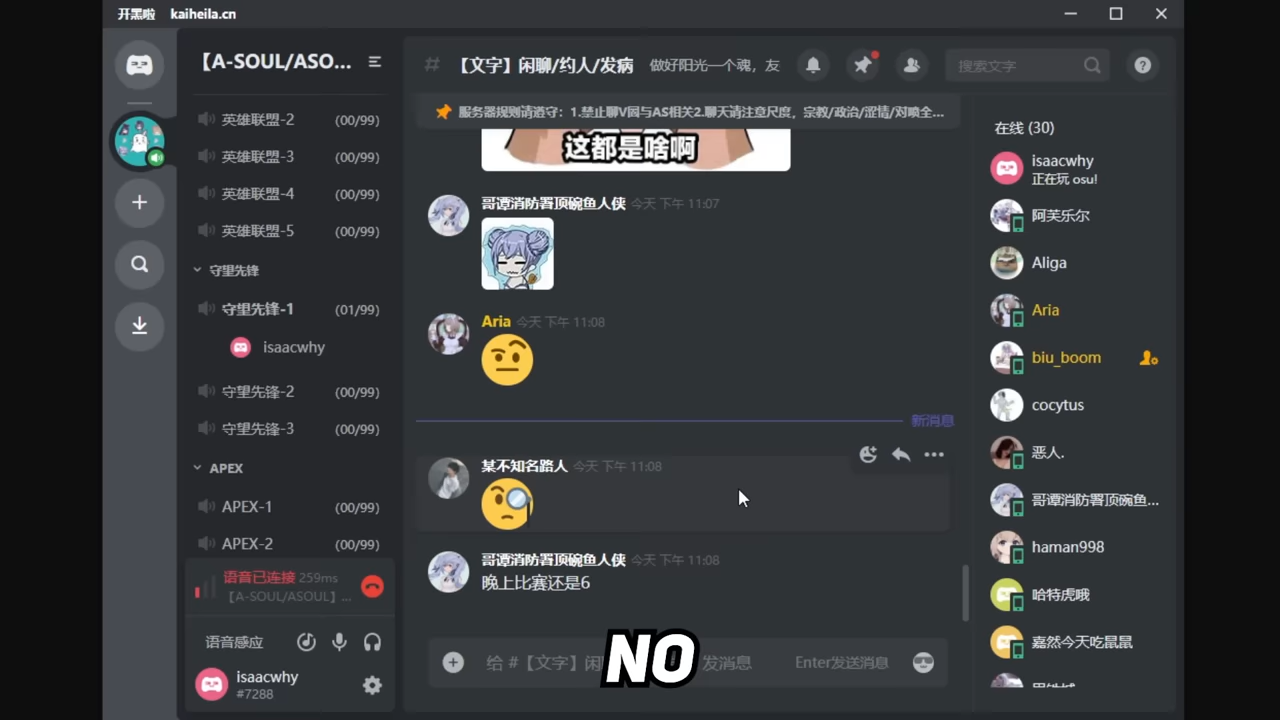 开黑啦 kaiheila.cn
【A-SOUL/ASO...
英雄联盟-2 (00/99)
英雄联盟-3 (00/99)
英雄联盟-4 (00/99)
英雄联盟-5 (00/99)
守望先锋
守望先锋-1 (01/99)
isaacwhy
守望先锋-2 (00/99)
守望先锋-3 (00/99)
APEX
APEX-1 (00/99)
APEX-2 (00/99)
语音已连接 259ms
【A-SOUL/ASOUL】...
语音感应
isaacwhy
#7288
# 【文字】闲聊/约人/发病 做好阳光一个魂，友
搜索文字
服务器规则请遵守：1.禁止聊V圈与AS相关2.聊天请注意尺度，宗教/政治/涩情/对喷全...
这都是啥啊
哥谭消防署顶碗鱼人侠 今天 下午 11:07
Aria 今天 下午 11:08
新消息
某不知名路人 今天 下午 11:08
哥谭消防署顶碗鱼人侠 今天 下午 11:08
晚上比赛还是6
给 #【文字】闲 发消息 Enter发送消息
NO
在线 (30)
isaacwhy
正在玩 osu!
阿芙乐尔
Aliga
Aria
biu_boom
cocytus
恶人.
哥谭消防署顶碗鱼...
haman998
哈特虎哦
嘉然今天吃鼠鼠